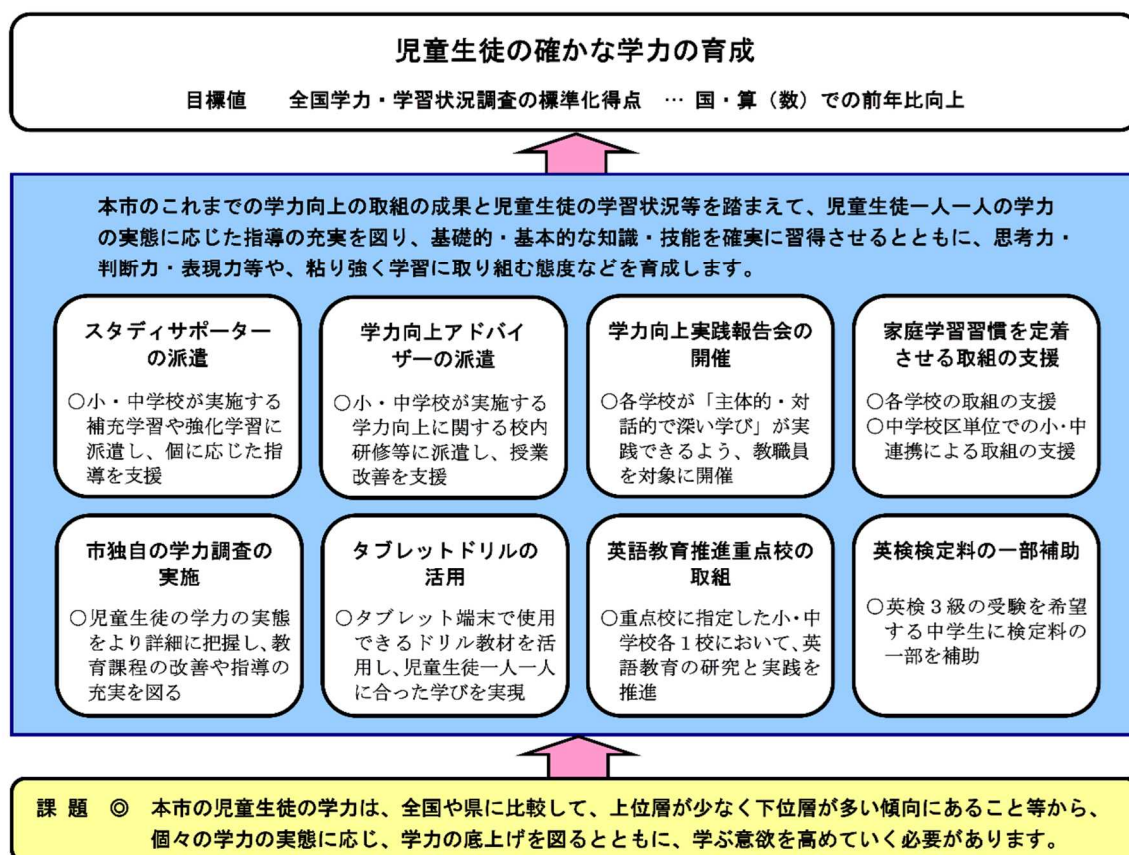 児童生徒の確かな学力の育成
目標値　全国学力・学習状況調査の標準化得点　… 国・算（数）での前年比向上
本市のこれまでの学力向上の取組の成果と児童生徒の学習状況等を踏まえて、児童生徒一人一人の学力
の実態に応じた指導の充実を図り、基礎的・基本的な知識・技能を確実に習得させるとともに、思考力・
判断力・表現力等や、粘り強く学習に取り組む態度などを育成します。
スタディサポーター
の派遣
○小・中学校が実施する
補充学習や強化学習に
派遣し、個に応じた指
導を支援
学力向上アドバイ
ザーの派遣
○小・中学校が実施する
学力向上に関する校内
研修等に派遣し、授業
改善を支援
学力向上実践報告会の
開催
○各学校が「主体的・対
話的で深い学び」が実
践できるよう、教職員
を対象に開催
家庭学習習慣を定着
させる取組の支援
○各学校の取組の支援
○中学校区単位での小・中
連携による取組の支援
市独自の学力調査の
実施
○児童生徒の学力の実態
をより詳細に把握し、教
育課程の改善や指導の
充実を図る
タブレットドリルの
活用
○タブレット端末で使用
できるドリル教材を活
用し、児童生徒一人一人
に合った学びを実現
英語教育推進重点校の
取組
○重点校に指定した小・中
学校各１校において、英
語教育の研究と実践を
推進
英検検定料の一部補助
○英検３級の受験を希望
する中学生に検定料の
一部を補助
課 題　◎　本市の児童生徒の学力は、全国や県に比較して、上位層が少なく下位層が多い傾向にあること等から、
個々の学力の実態に応じ、学力の底上げを図るとともに、学ぶ意欲を高めていく必要があります。